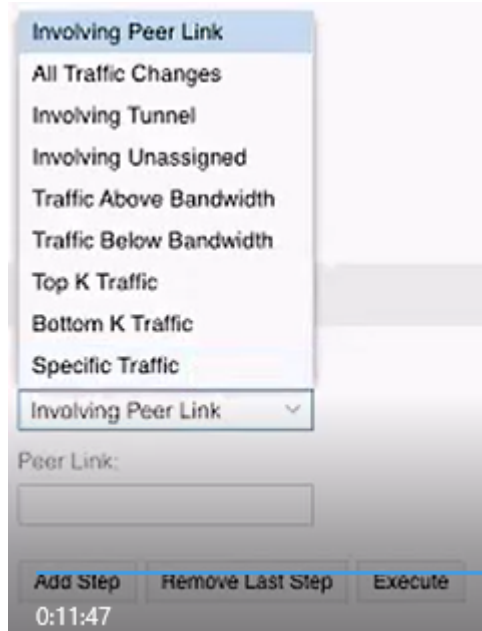 Involving Peer Link
All Traffic Changes
Involving Tunnel
Involving Unassigned
Traffic Above Bandwidth
Traffic Below Bandwidth
Top K Traffic
Bottom K Traffic
Specific Traffic
Involving Peer Link
Peer Link:
Add Step Remove Last Step Execute
0:11:47